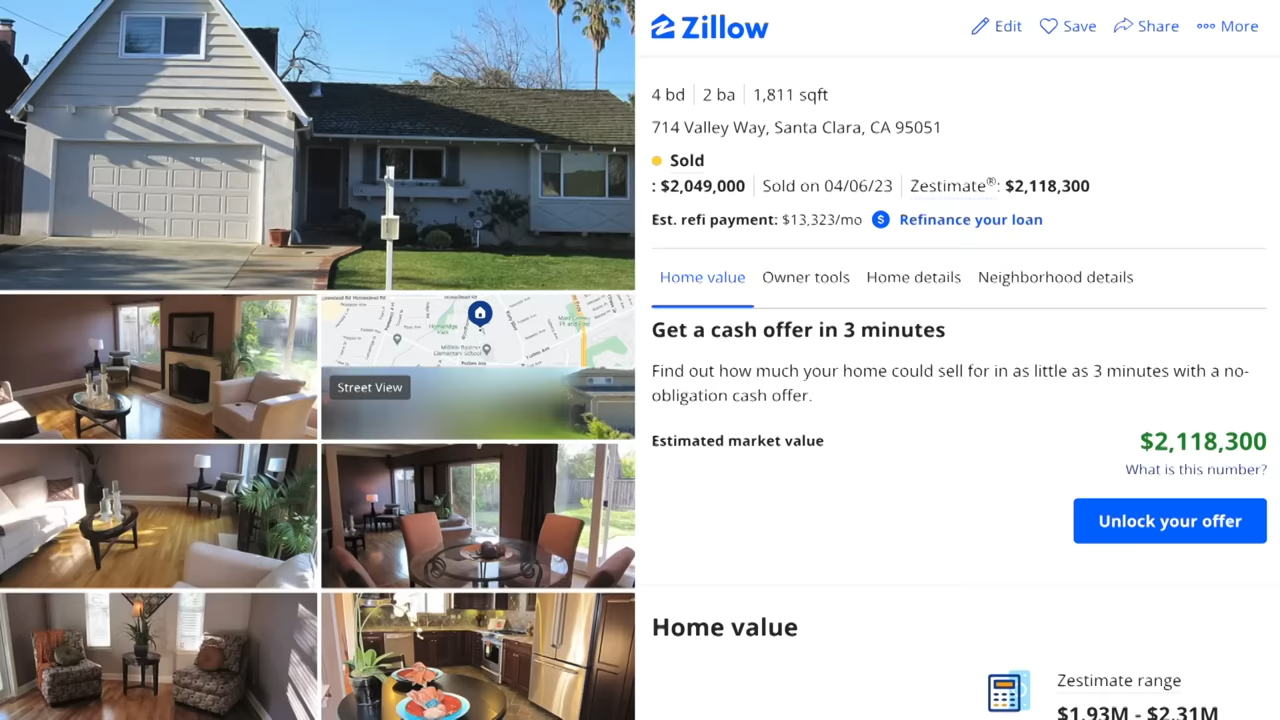 Zillow
Edit
Save
Share
More
4 bd
2 ba
1,811 sqft
714 Valley Way, Santa Clara, CA 95051
Sold
: $2,049,000
Sold on 04/06/23
Zestimate®: $2,118,300
Est. refi payment: $13,323/mo
$
Refinance your loan
Home value
Owner tools
Home details
Neighborhood details
Get a cash offer in 3 minutes
Find out how much your home could sell for in as little as 3 minutes with a no-
obligation cash offer.
Estimated market value
$2,118,300
What is this number?
Unlock your offer
Home value
Zestimate range
$1.93M - $2.31M
Homestead Rd
Elementary School
Street View